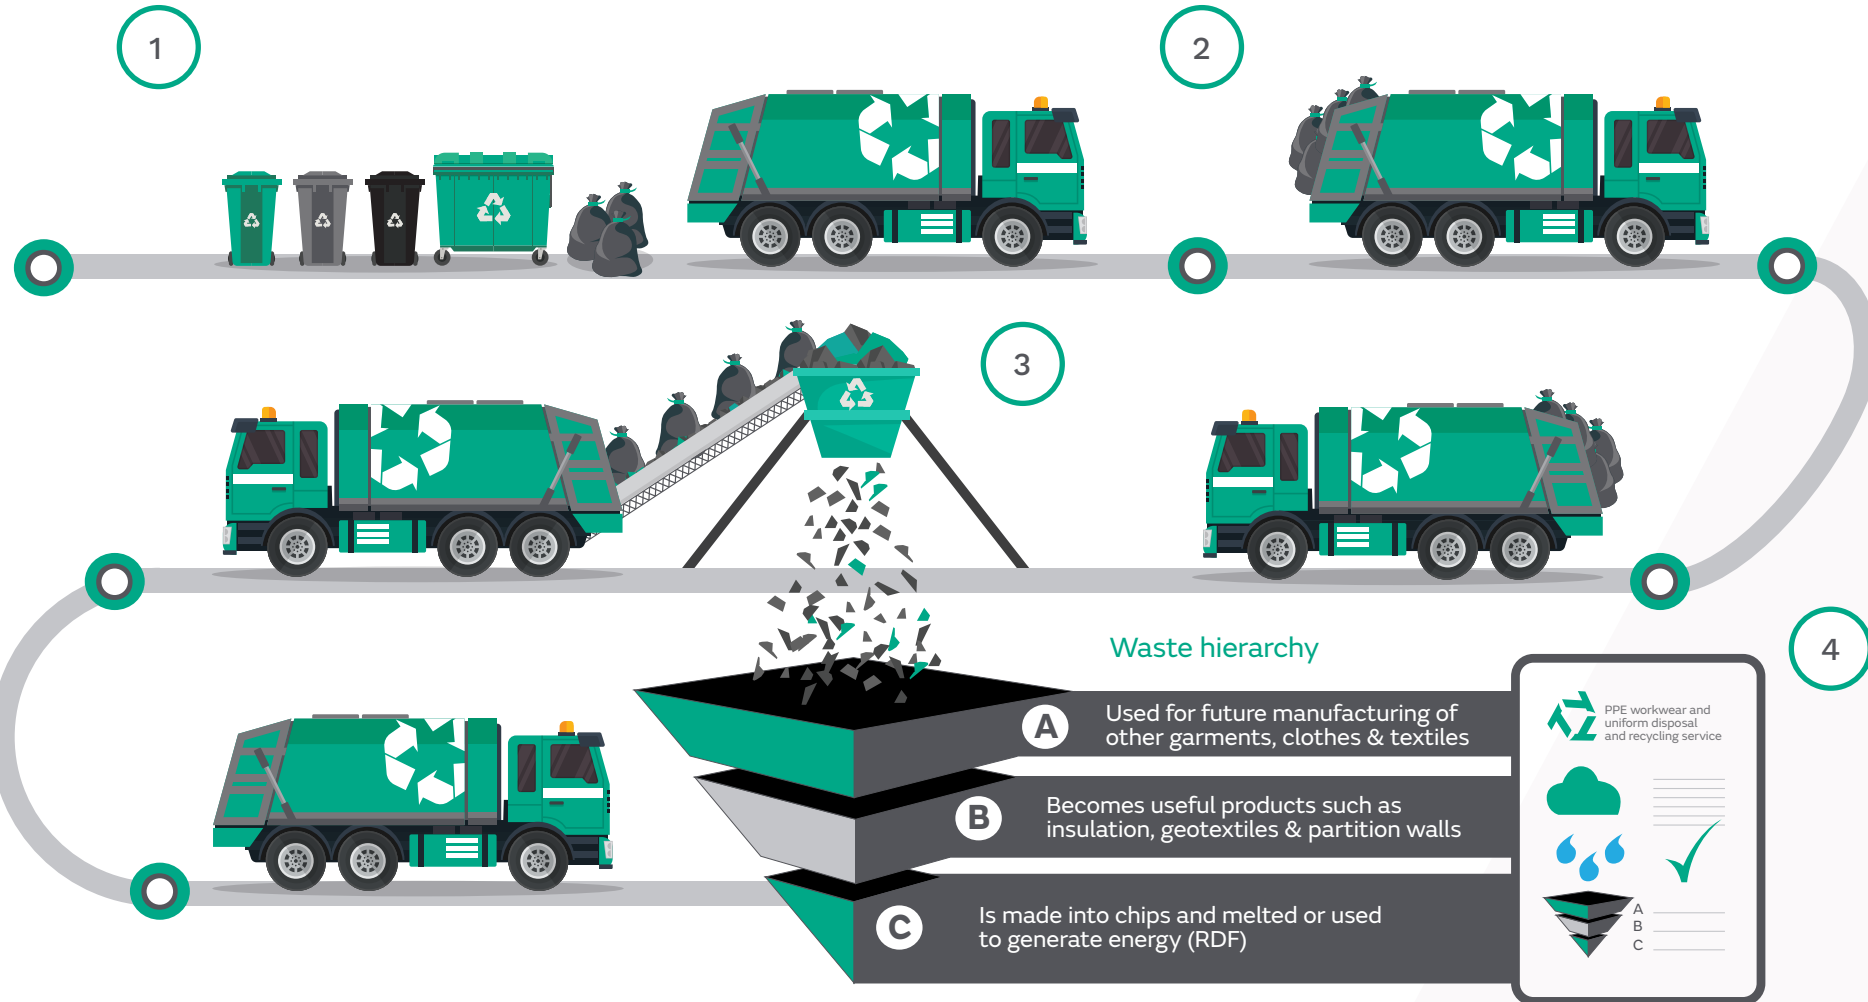 1
2
3
Waste hierarchy
4
A
Used for future manufacturing of
other garments, clothes & textiles
B
Becomes useful products such as
insulation, geotextiles & partition walls
C
Is made into chips and melted or used
to generate energy (RDF)
PPE workwear and
uniform disposal
and recycling service
A
B
C